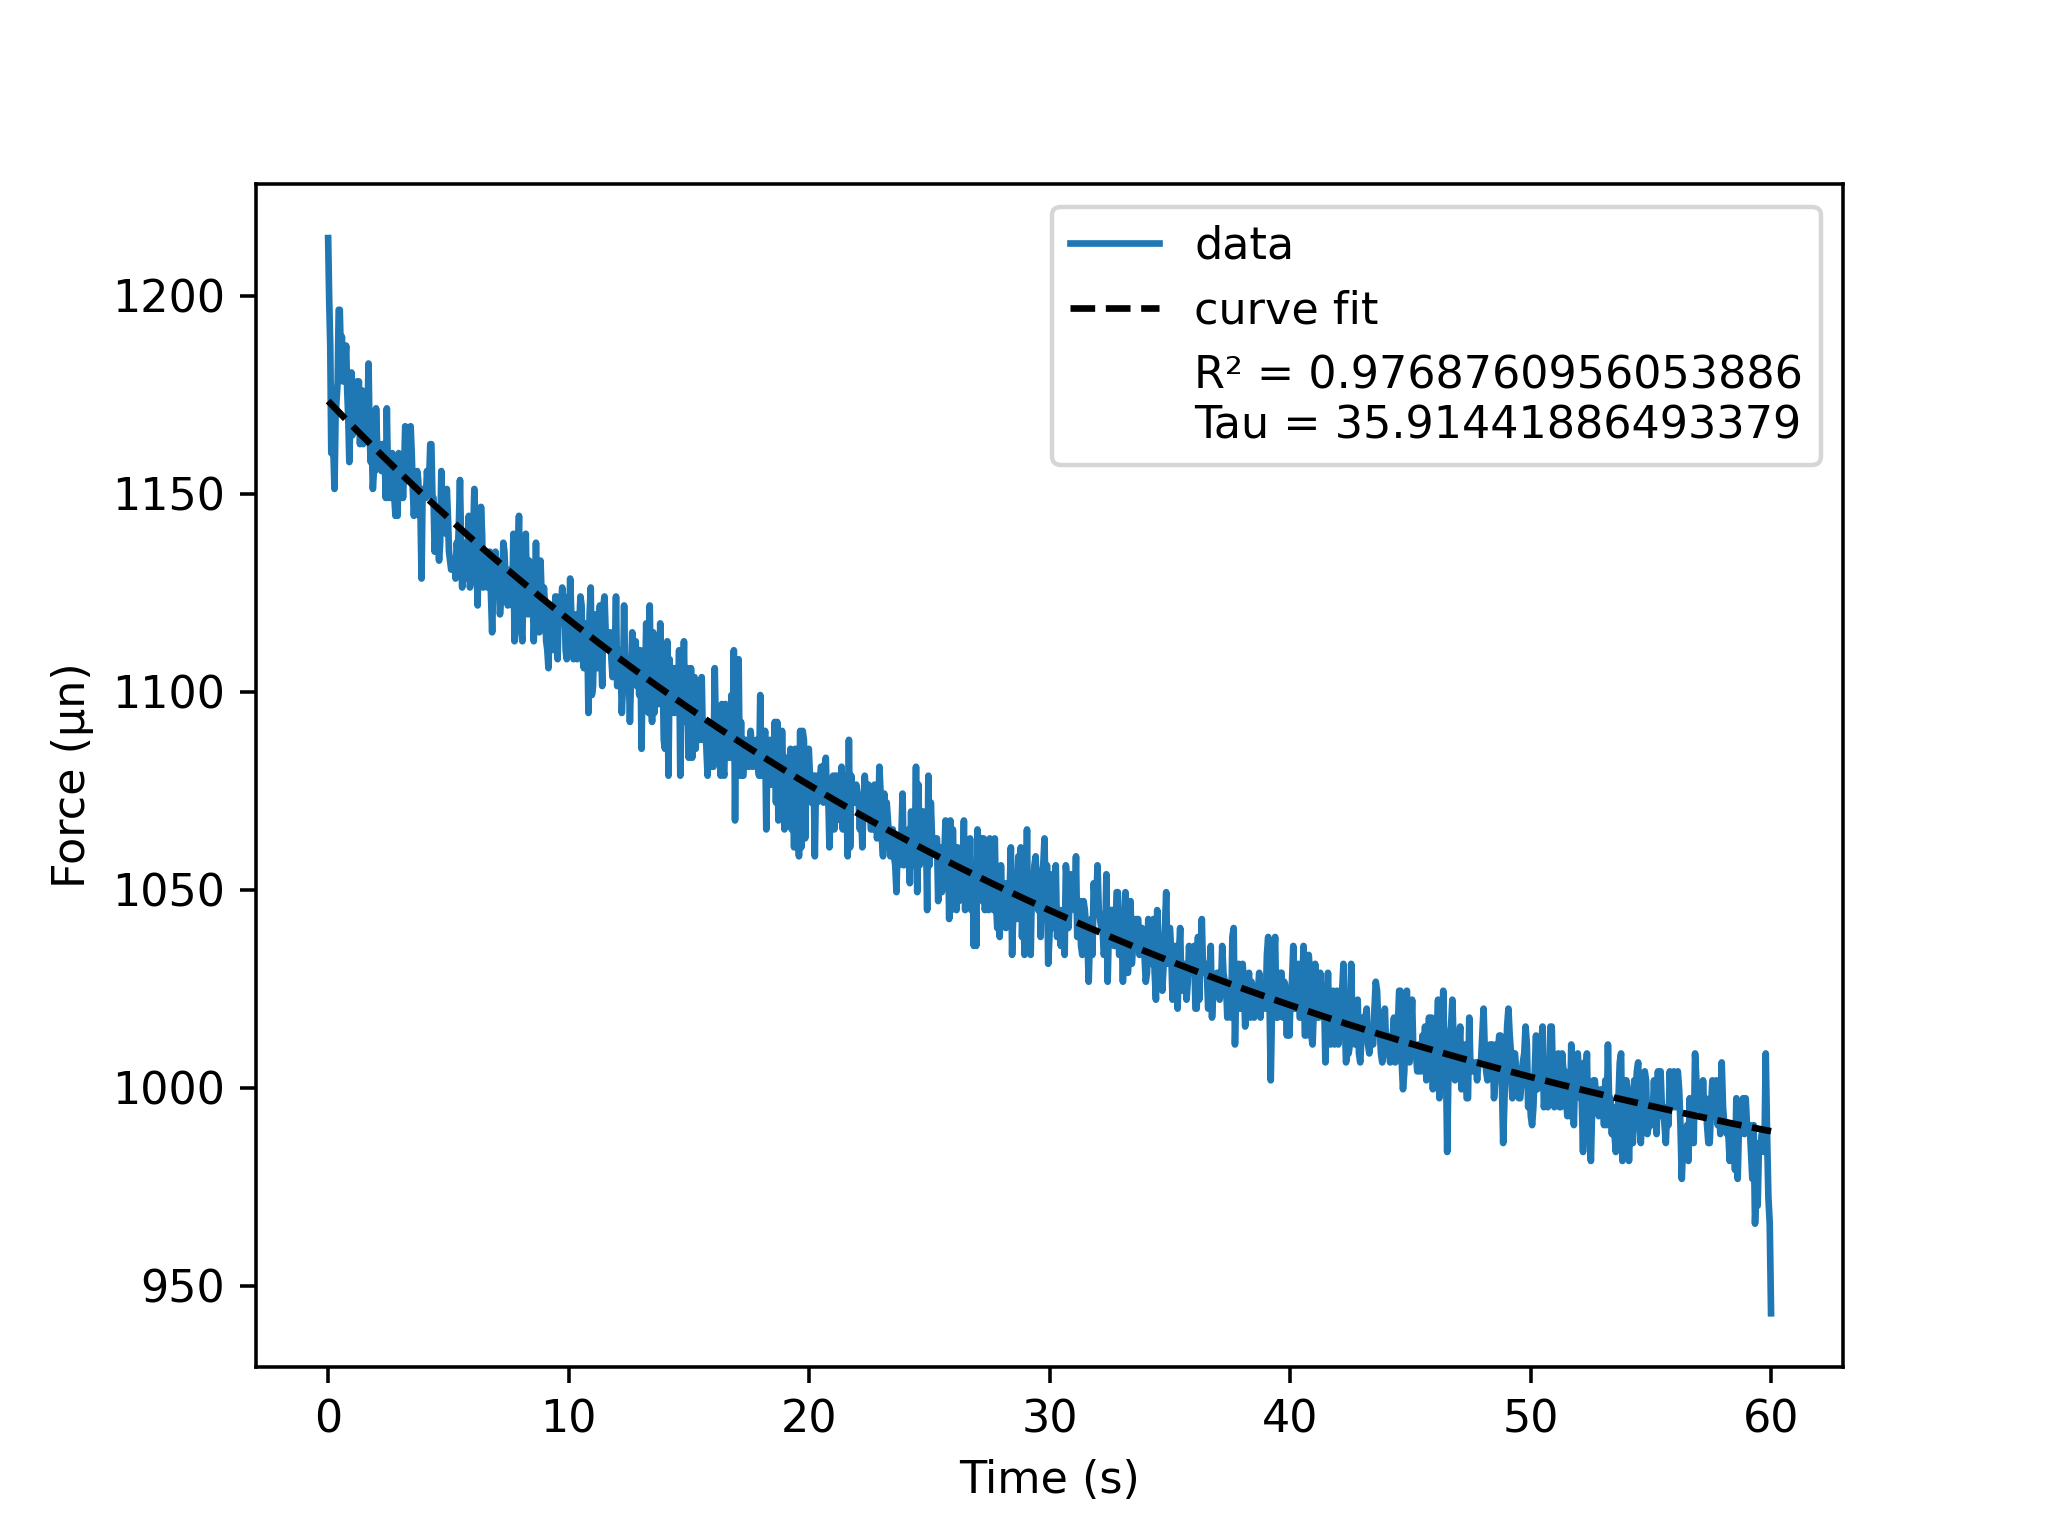 data
curve fit
R² = 0.9768760956053886
Tau = 35.91441886493379
1200
1150
1100
1050
1000
950
Force (µn)
0 10 20 30 40 50 60
Time (s)